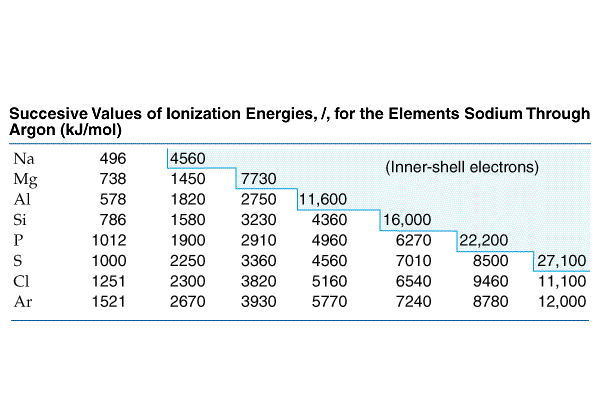 Succesive Values of Ionization Energies, I, for the Elements Sodium Through
Argon (kJ/mol)
Na 496 4560 (Inner-shell electrons)
Mg 738 1450 7730
Al 578 1820 2750 11,600
Si 786 1580 3230 4360 16,000
P 1012 1900 2910 4960 6270 22,200
S 1000 2250 3360 4560 7010 8500 27,100
Cl 1251 2300 3820 5160 6540 9460 11,100
Ar 1521 2670 3930 5770 7240 8780 12,000